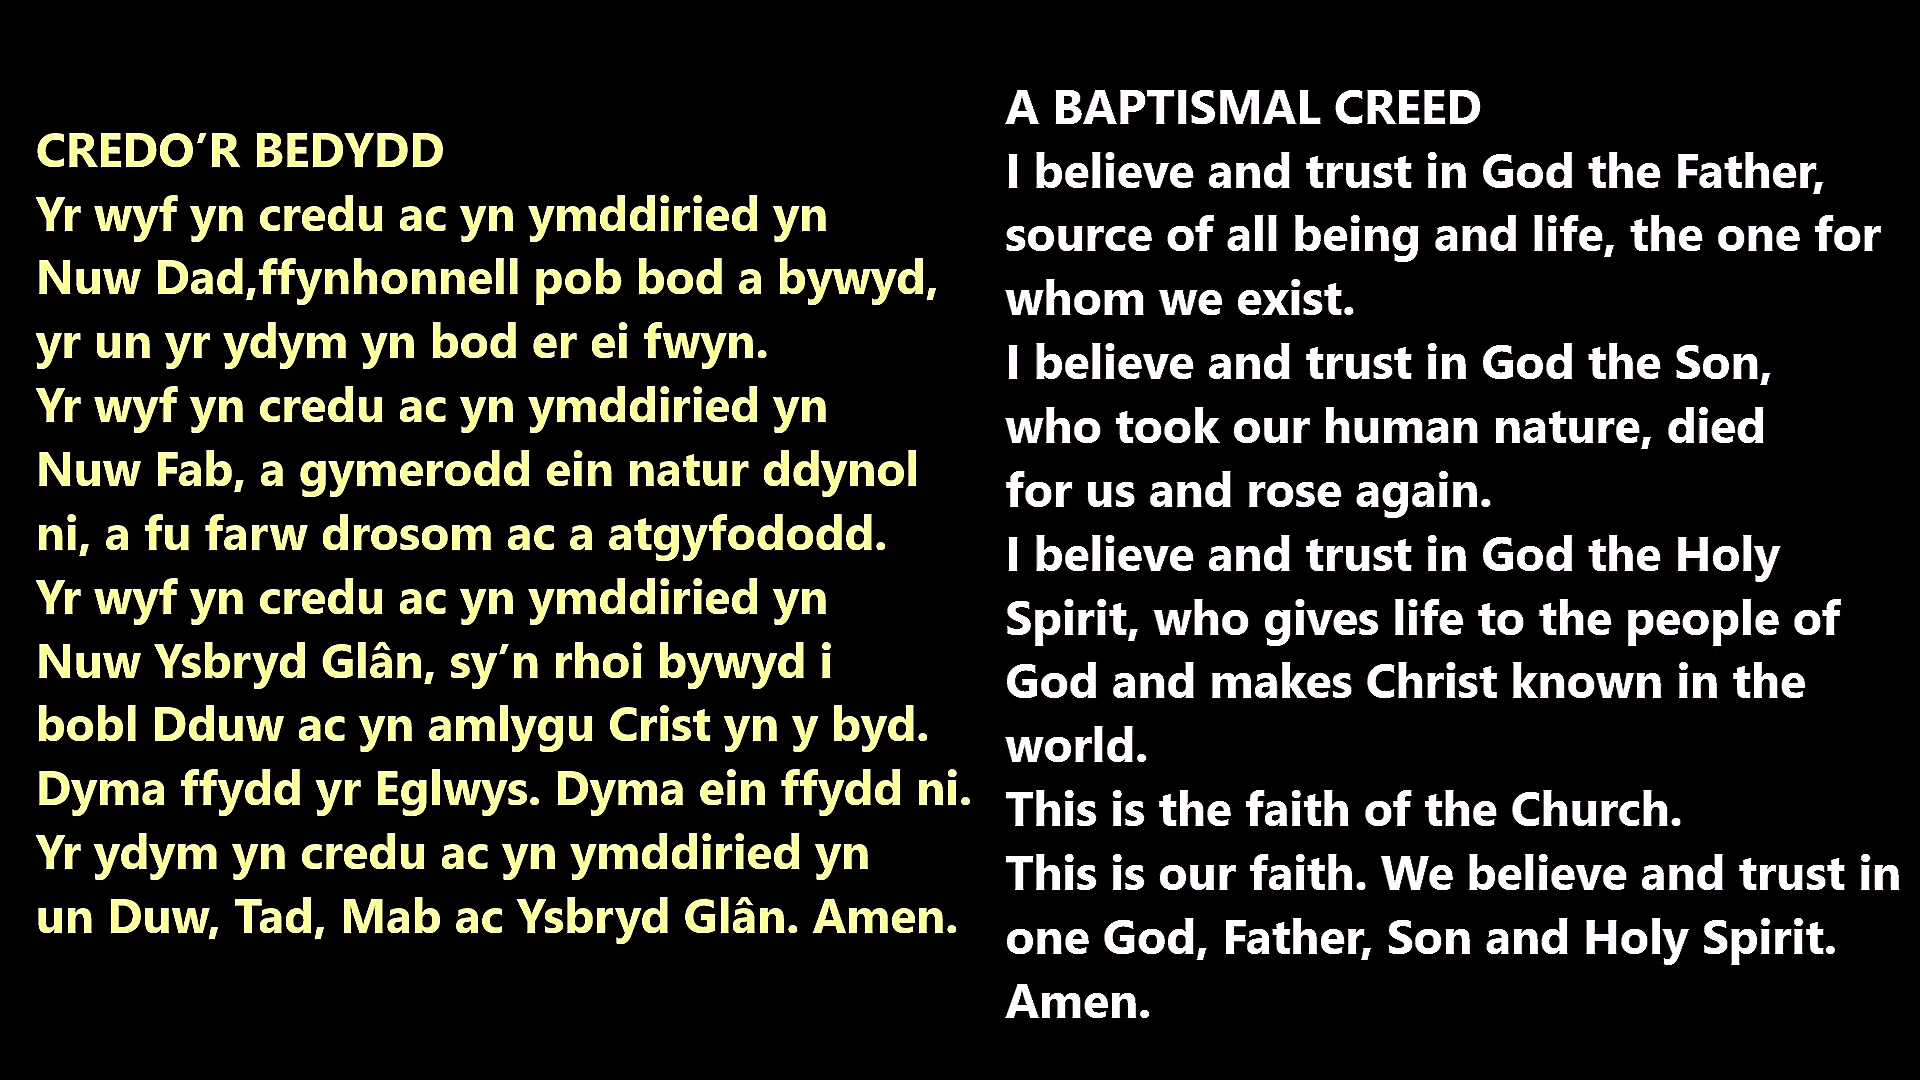 CREDO’R BEDYDD
Yr wyf yn credu ac yn ymddiried yn
Nuw Dad,ffynhonnell pob bod a bywyd,
yr un yr ydym yn bod er ei fwyn.
Yr wyf yn credu ac yn ymddiried yn
Nuw Fab, a gymerodd ein natur ddynol
ni, a fu farw drosom ac a atgyfododd.
Yr wyf yn credu ac yn ymddiried yn
Nuw Ysbryd Glân, sy’n rhoi bywyd i
bobl Dduw ac yn amlygu Crist yn y byd.
Dyma ffydd yr Eglwys. Dyma ein ffydd ni.
Yr ydym yn credu ac yn ymddiried yn
un Duw, Tad, Mab ac Ysbryd Glân. Amen.
A BAPTISMAL CREED
I believe and trust in God the Father,
source of all being and life, the one for
whom we exist.
I believe and trust in God the Son,
who took our human nature, died
for us and rose again.
I believe and trust in God the Holy
Spirit, who gives life to the people of
God and makes Christ known in the
world.
This is the faith of the Church.
This is our faith. We believe and trust in
one God, Father, Son and Holy Spirit.
Amen.